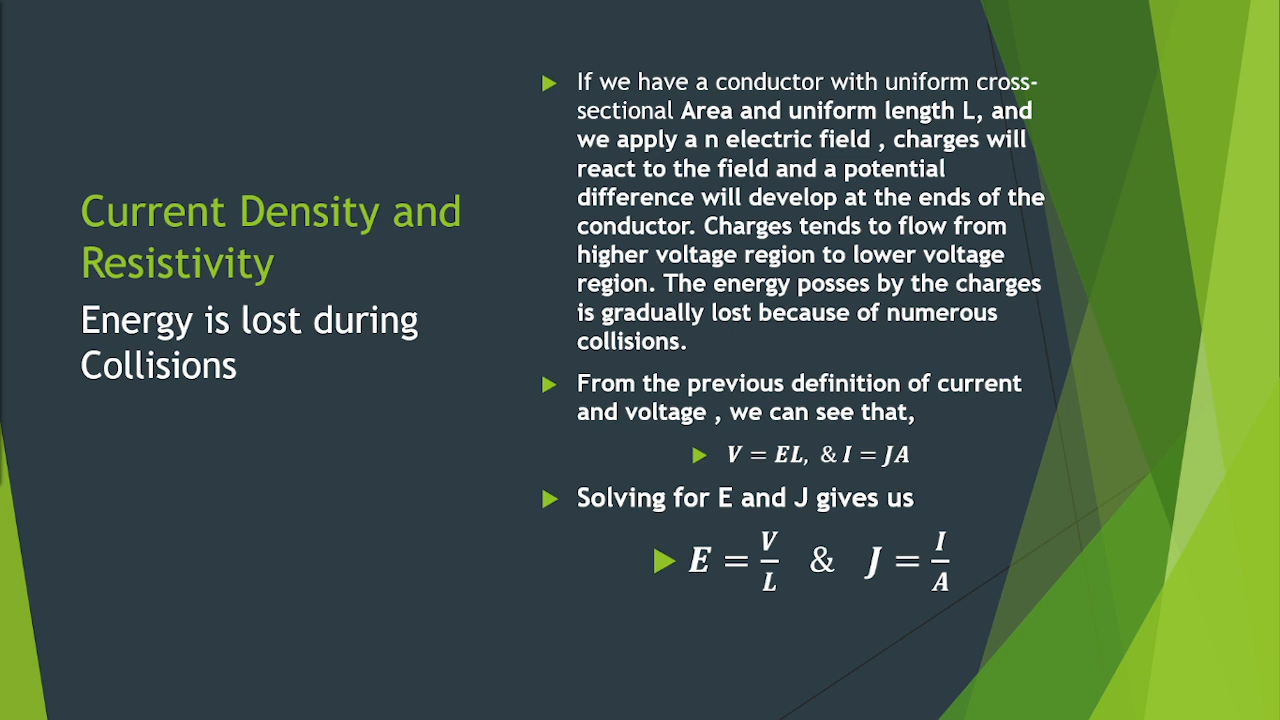 Current Density and
Resistivity
Energy is lost during
Collisions
If we have a conductor with uniform cross-
sectional Area and uniform length L, and
we apply a n electric field , charges will
react to the field and a potential
difference will develop at the ends of the
conductor. Charges tends to flow from
higher voltage region to lower voltage
region. The energy posses by the charges
is gradually lost because of numerous
collisions.
From the previous definition of current
and voltage , we can see that,
V = EL, & I = JA
Solving for E and J gives us
E = V/L & J = I/A